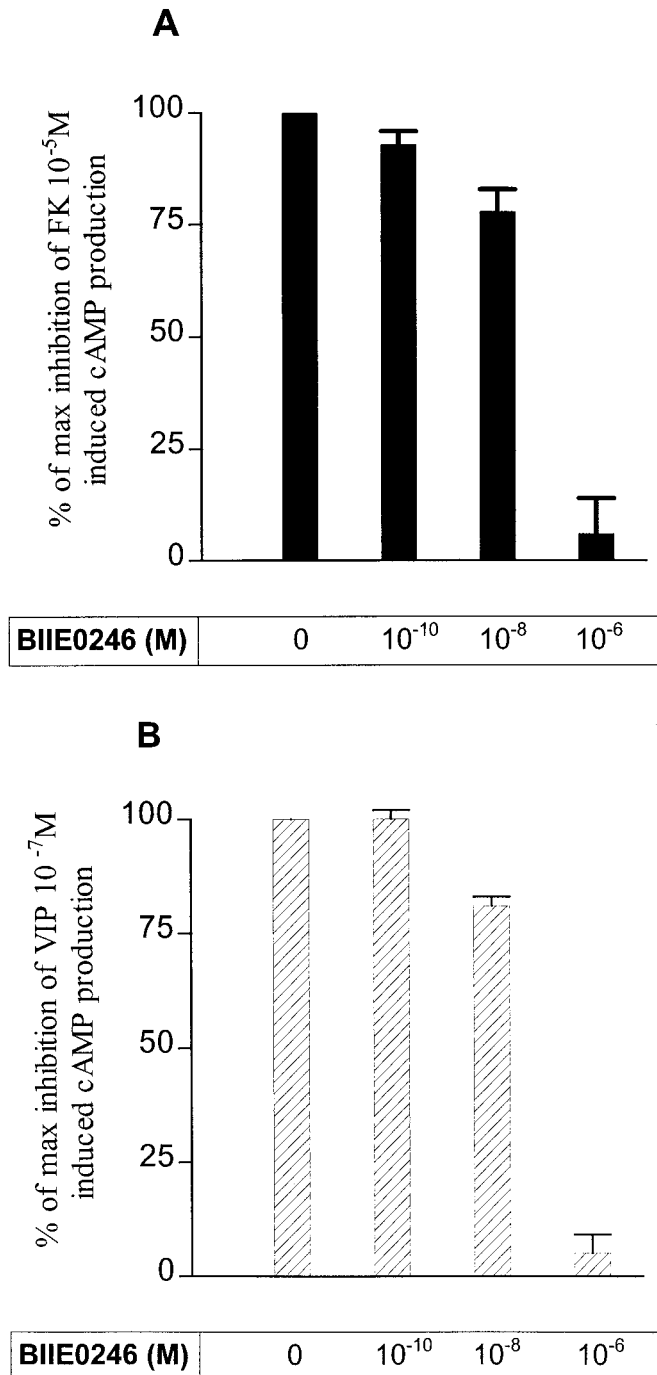 A
% of max inhibition of FK 10⁻⁵M
induced cAMP production
100
75
50
25
0
BIIE0246 (M) 0 10⁻¹⁰ 10⁻⁸ 10⁻⁶
B
% of max inhibition of VIP 10⁻⁷M
induced cAMP production
100
75
50
25
0
BIIE0246 (M) 0 10⁻¹⁰ 10⁻⁸ 10⁻⁶